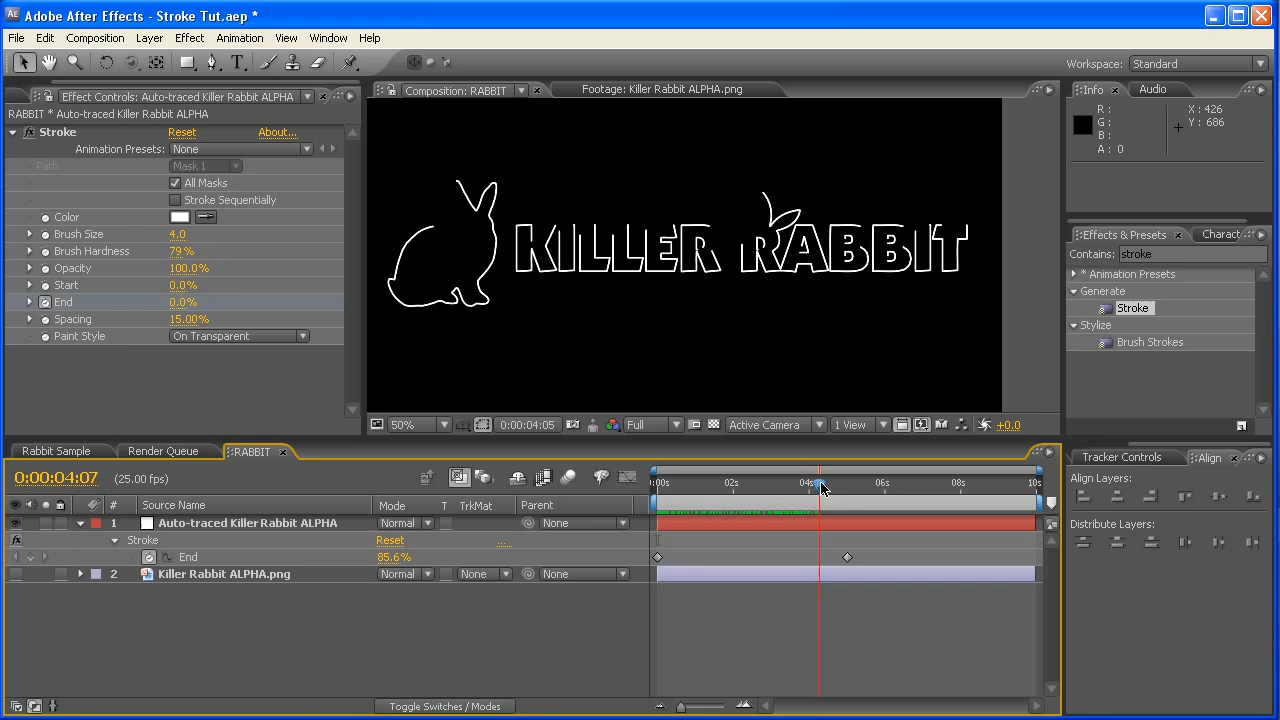 Adobe After Effects - Stroke Tut.aep *
File Edit Composition Layer Effect Animation View Window Help
Workspace: Standard
Effect Controls: Auto-traced Killer Rabbit ALPHA
RABBIT * Auto-traced Killer Rabbit ALPHA
Stroke Reset About...
Animation Presets: None
Path Mask 1
All Masks
Stroke Sequentially
Color
Brush Size 4.0
Brush Hardness 79%
Opacity 100.0%
Start 0.0%
End 0.0%
Spacing 15.00%
Paint Style On Transparent
Composition: RABBIT Footage: Killer Rabbit ALPHA.png
KILLER RABBIT
50% 0:00:04:05 Full Active Camera 1 View +0.0
Info Audio
R: X: 426
G: Y: 686
B:
A: 0
Effects & Presets Charact
Contains: stroke
* Animation Presets
Generate
Stroke
Stylize
Brush Strokes
Rabbit Sample Render Queue RABBIT
0:00:04:07 (25.00 fps)
:00s 02s 04s 06s 08s 10s
# Source Name Mode T TrkMat Parent
1 Auto-traced Killer Rabbit ALPHA Normal None
Stroke Reset ...
End 85.6%
2 Killer Rabbit ALPHA.png Normal None None
Toggle Switches / Modes
Tracker Controls Align
Align Layers:
Distribute Layers: